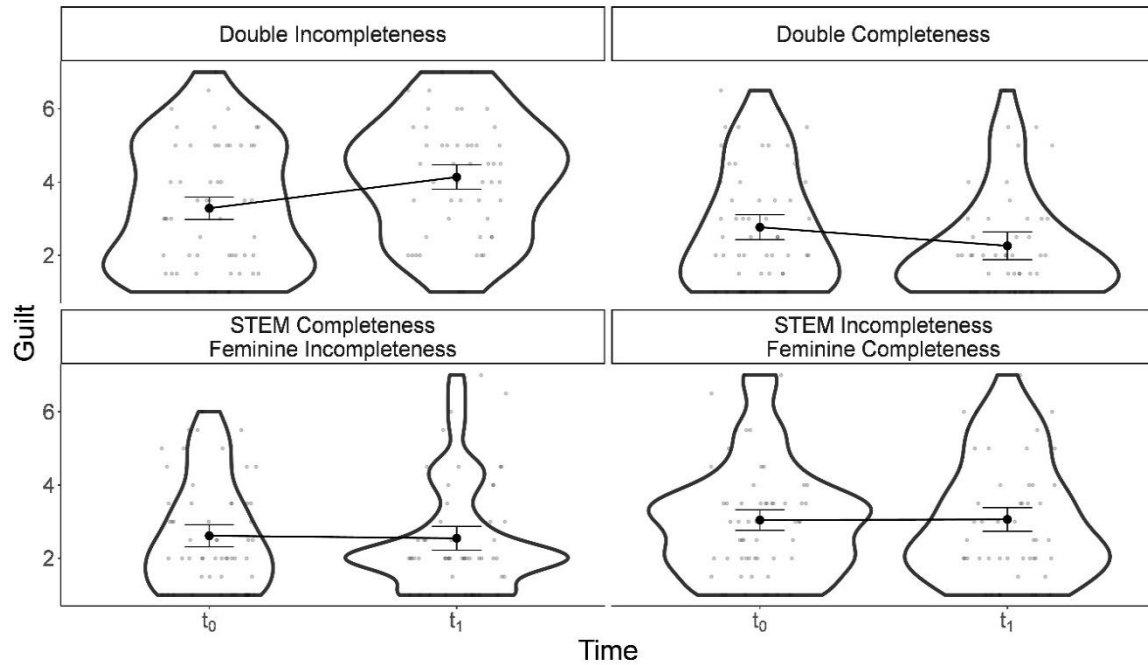 Double Incompleteness
Double Completeness
6
4
2
STEM Completeness
Feminine Incompleteness
STEM Incompleteness
Feminine Completeness
Guilt
6
4
2
t₀
t₁
t₀
t₁
Time